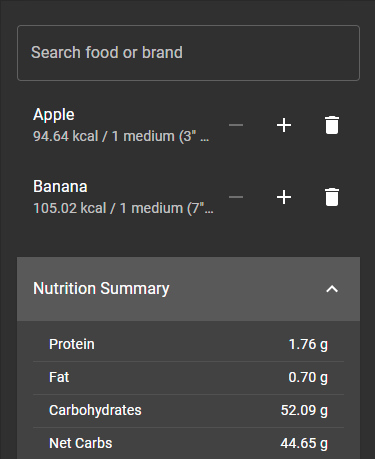 Search food or brand
Apple
94.64 kcal / 1 medium (3" ...
Banana
105.02 kcal / 1 medium (7"...
Nutrition Summary
Protein 1.76 g
Fat 0.70 g
Carbohydrates 52.09 g
Net Carbs 44.65 g